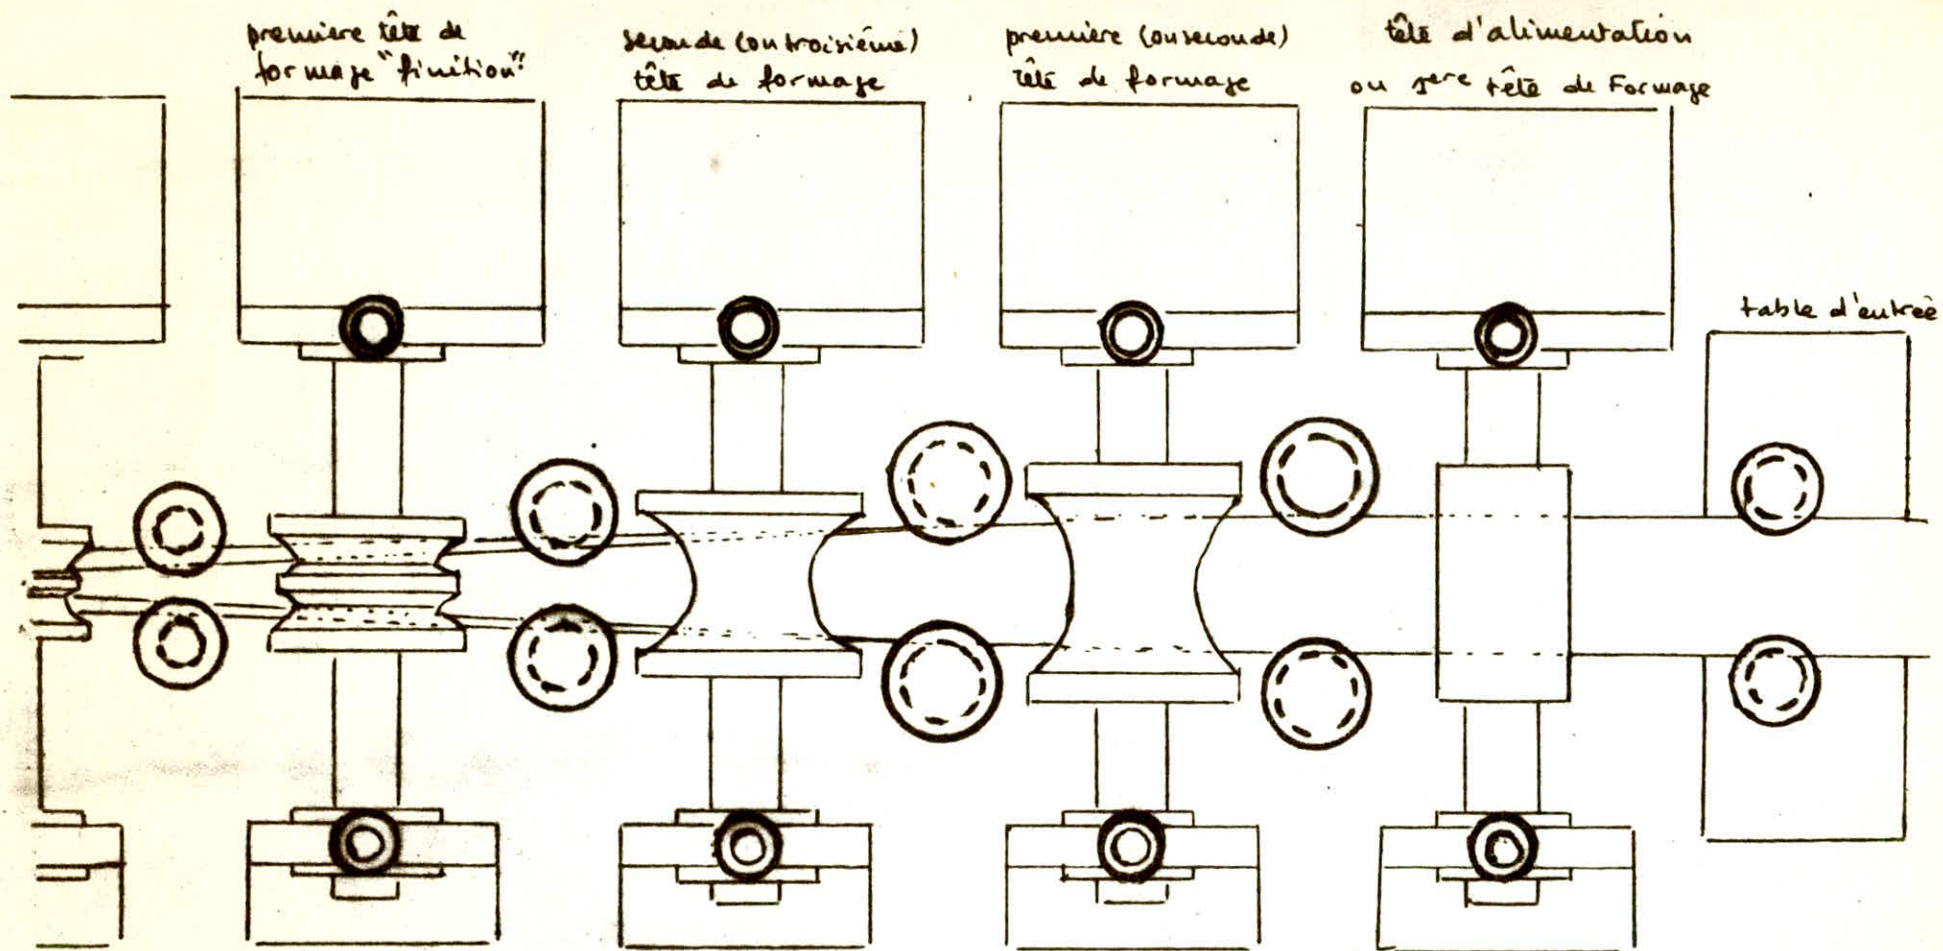 première tête de
formage "finition"
seconde (ou troisième)
tête de formage
première (ou seconde)
tête de formage
tête d'alimentation
ou 1ere tête de Formage
table d'entrée